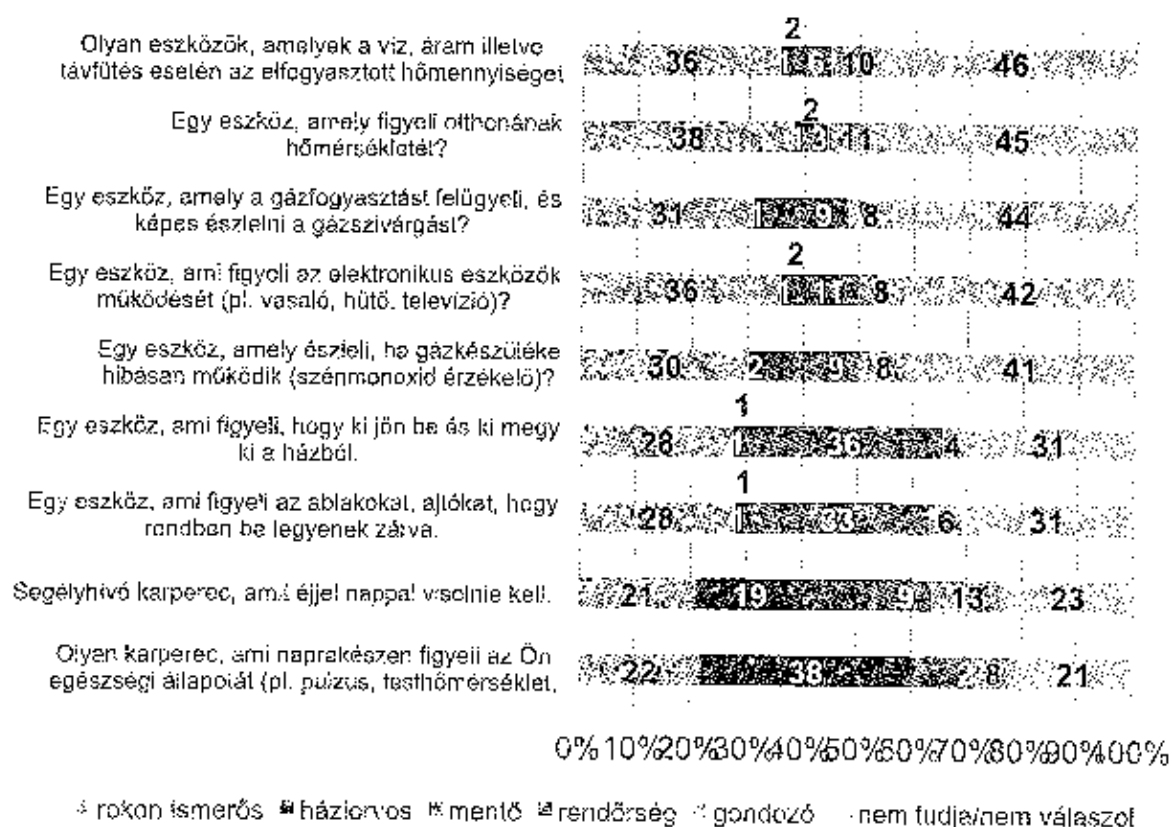 2
Olyan eszközök, amelyek a víz, áram illetve
távfűtés esetén az elfogyasztott hőmennyiséget
36 6 10 46
2
Egy eszköz, amely figyeli otthonának
hőmérsékletét?
38 3 11 45
Egy eszköz, amely a gázfogyasztást felügyeli, és
képes észlelni a gázszivárgást?
31 9 8 44
2
Egy eszköz, ami figyeli az elektronikus eszközök
működését (pl. vasaló, hűtő, televízió)?
36 8 42
Egy eszköz, amely észleli, ha gázkészüléke
hibásan működik (szénmonoxid érzékelő)?
30 2 9 8 41
1
Egy eszköz, ami figyeli, hogy ki jön be és ki megy
ki a házból.
28 36 4 31
1
Egy eszköz, ami figyeli az ablakokat, ajtókat, hogy
rendben be legyenek zárva.
28 33 6 31
Segélyhívó karperec, ami éjjel nappal viselnie kell.
21 19 9 13 23
Olyan karperec, ami naprakészen figyeli az Ön
egészségi állapotát (pl. pulzus, testhőmérséklet,
22 38 8 21
0% 10% 20% 30% 40% 50% 60% 70% 80% 90% 100%
rokon ismerős háziorvos mentő rendőrség gondozó nem tudja/nem válaszol